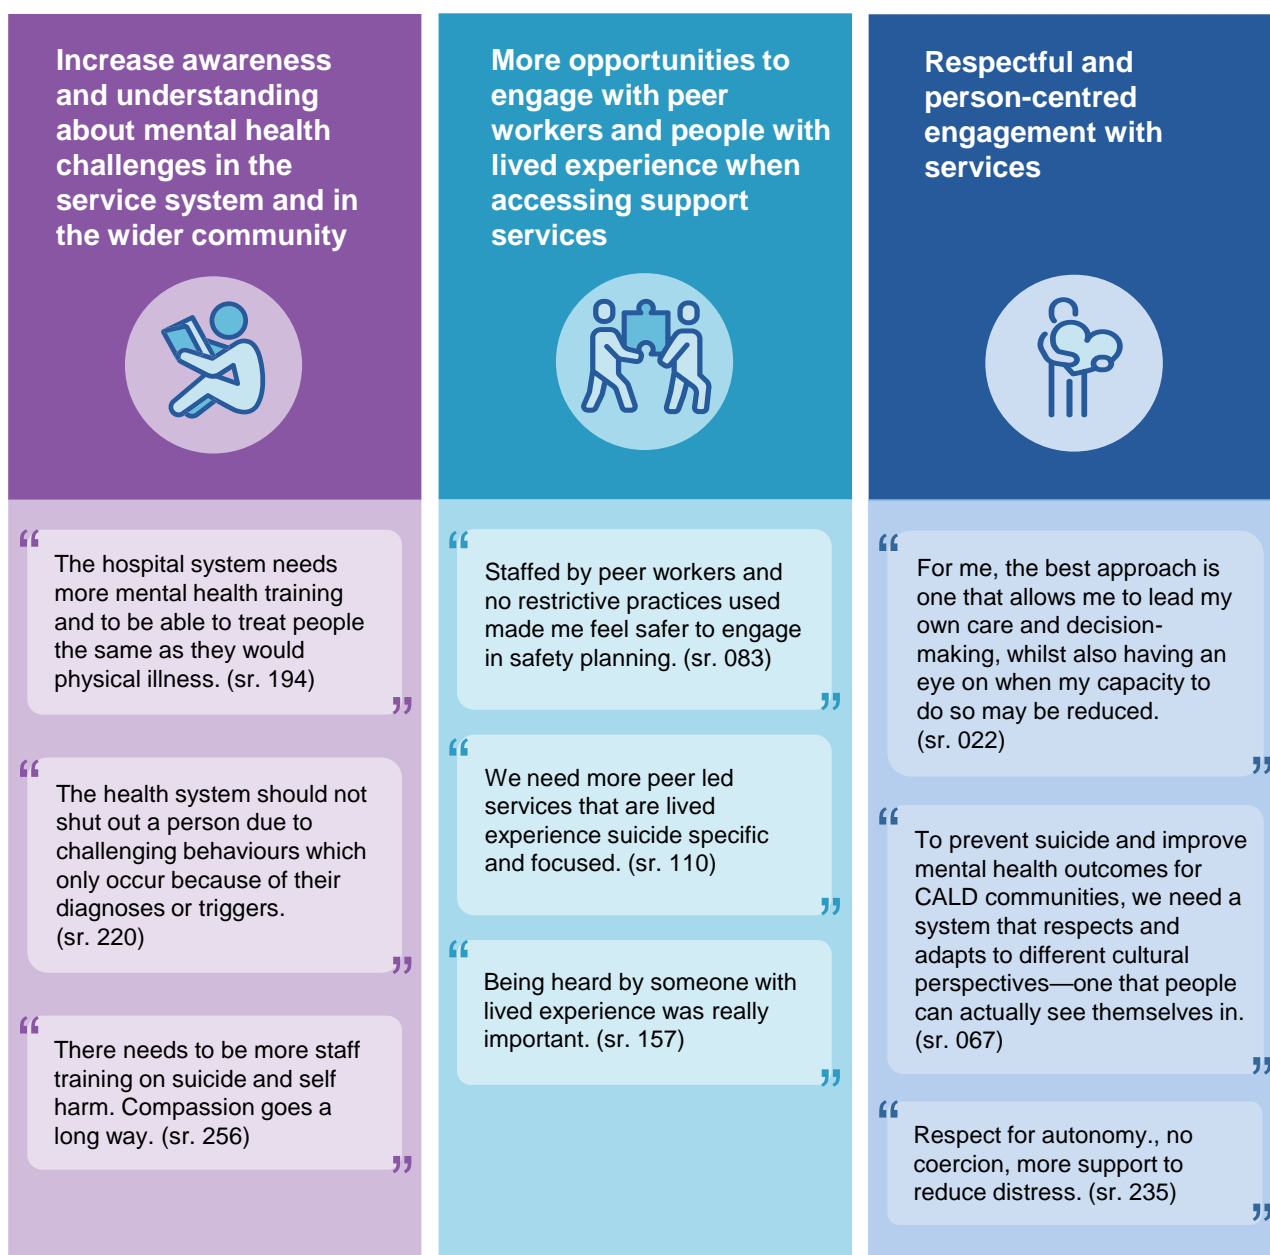 Increase awareness
and understanding
about mental health
challenges in the
service system and in
the wider community
“
The hospital system needs
more mental health training
and to be able to treat people
the same as they would
physical illness. (sr. 194)
”
“
The health system should not
shut out a person due to
challenging behaviours which
only occur because of their
diagnoses or triggers.
(sr. 220)
”
“
There needs to be more staff
training on suicide and self
harm. Compassion goes a
long way. (sr. 256)
”
More opportunities to
engage with peer
workers and people with
lived experience when
accessing support
services
“
Staffed by peer workers and
no restrictive practices used
made me feel safer to engage
in safety planning. (sr. 083)
”
“
We need more peer led
services that are lived
experience suicide specific
and focused. (sr. 110)
”
“
Being heard by someone with
lived experience was really
important. (sr. 157)
”
Respectful and
person-centred
engagement with
services
“
For me, the best approach is
one that allows me to lead my
own care and decision-
making, whilst also having an
eye on when my capacity to
do so may be reduced.
(sr. 022)
”
“
To prevent suicide and improve
mental health outcomes for
CALD communities, we need a
system that respects and
adapts to different cultural
perspectives—one that people
can actually see themselves in.
(sr. 067)
”
“
Respect for autonomy., no
coercion, more support to
reduce distress. (sr. 235)
”